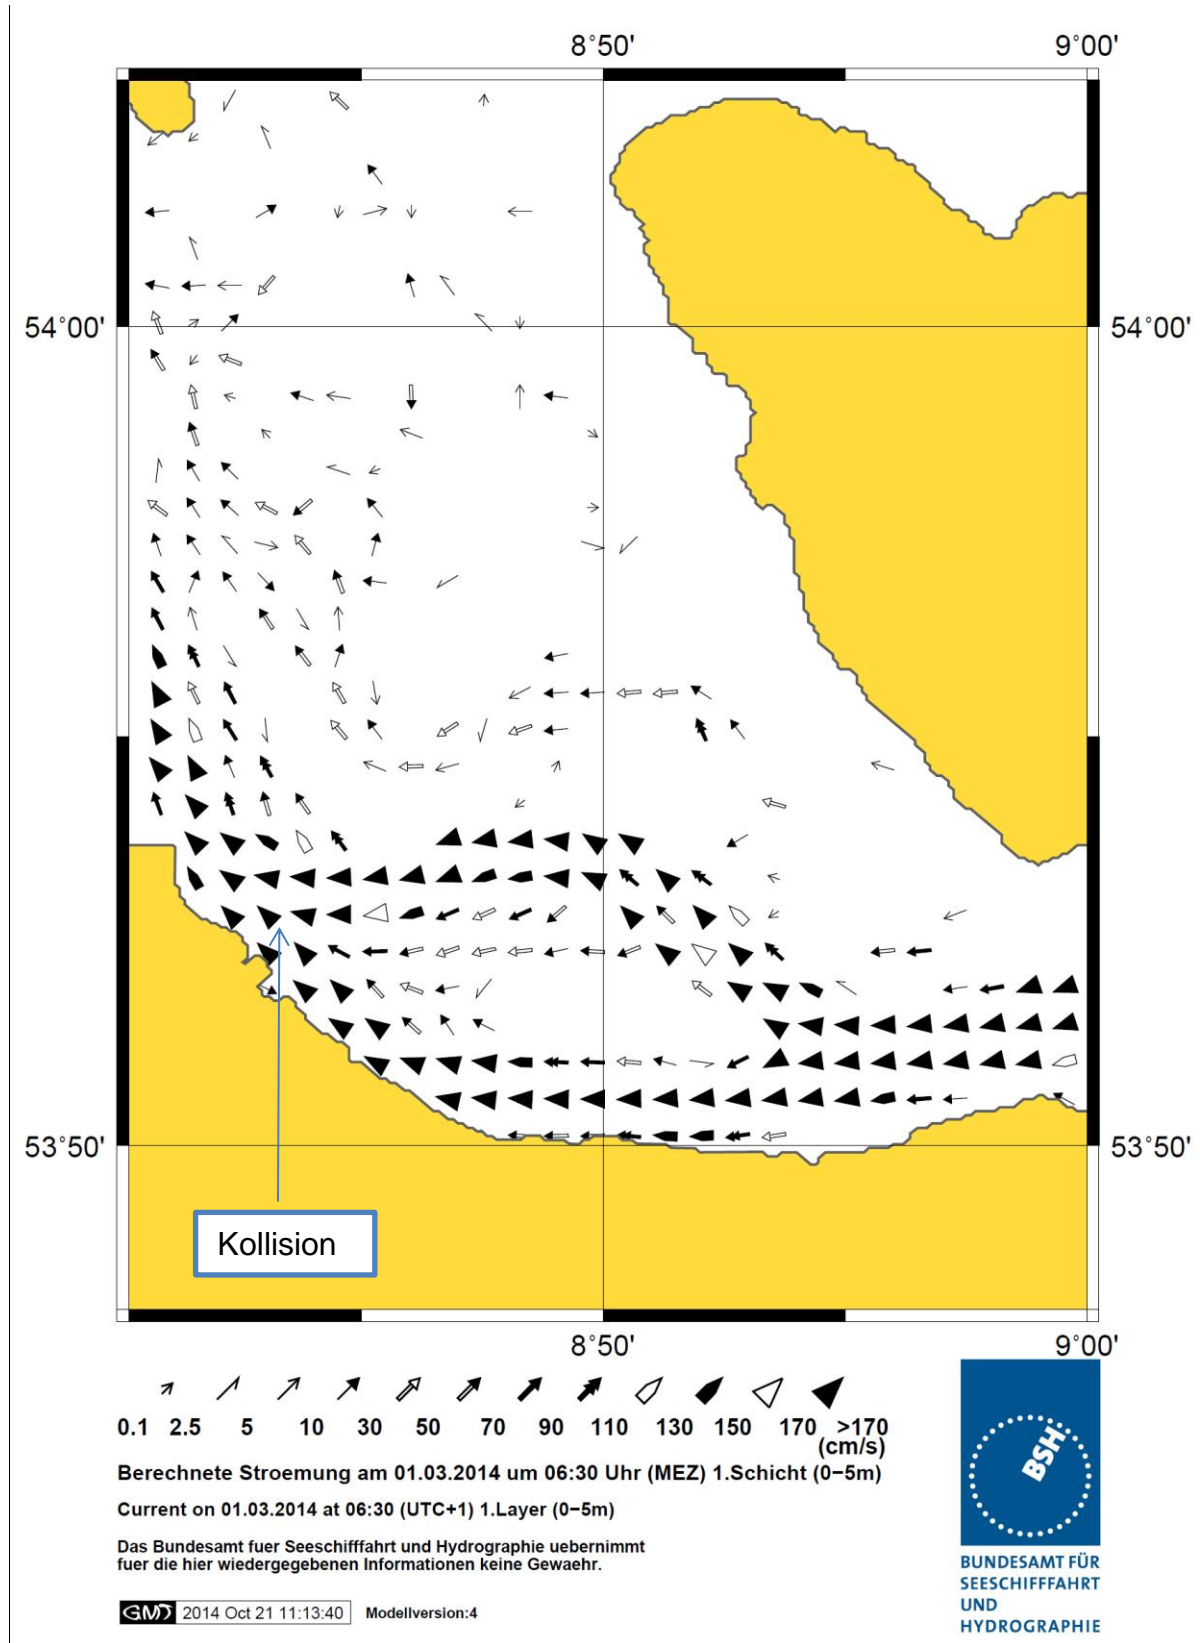 8°50' 9°00'
54°00' 54°00'
53°50' 53°50'
Kollision
8°50' 9°00'
0.1 2.5 5 10 30 50 70 90 110 130 150 170 >170
(cm/s)
Berechnete Stroemung am 01.03.2014 um 06:30 Uhr (MEZ) 1.Schicht (0−5m)
Current on 01.03.2014 at 06:30 (UTC+1) 1.Layer (0−5m)
Das Bundesamt fuer Seeschifffahrt und Hydrographie uebernimmt
fuer die hier wiedergegebenen Informationen keine Gewaehr.
GMT 2014 Oct 21 11:13:40 Modellversion:4
BSH
BUNDESAMT FÜR
SEESCHIFFFAHRT
UND
HYDROGRAPHIE